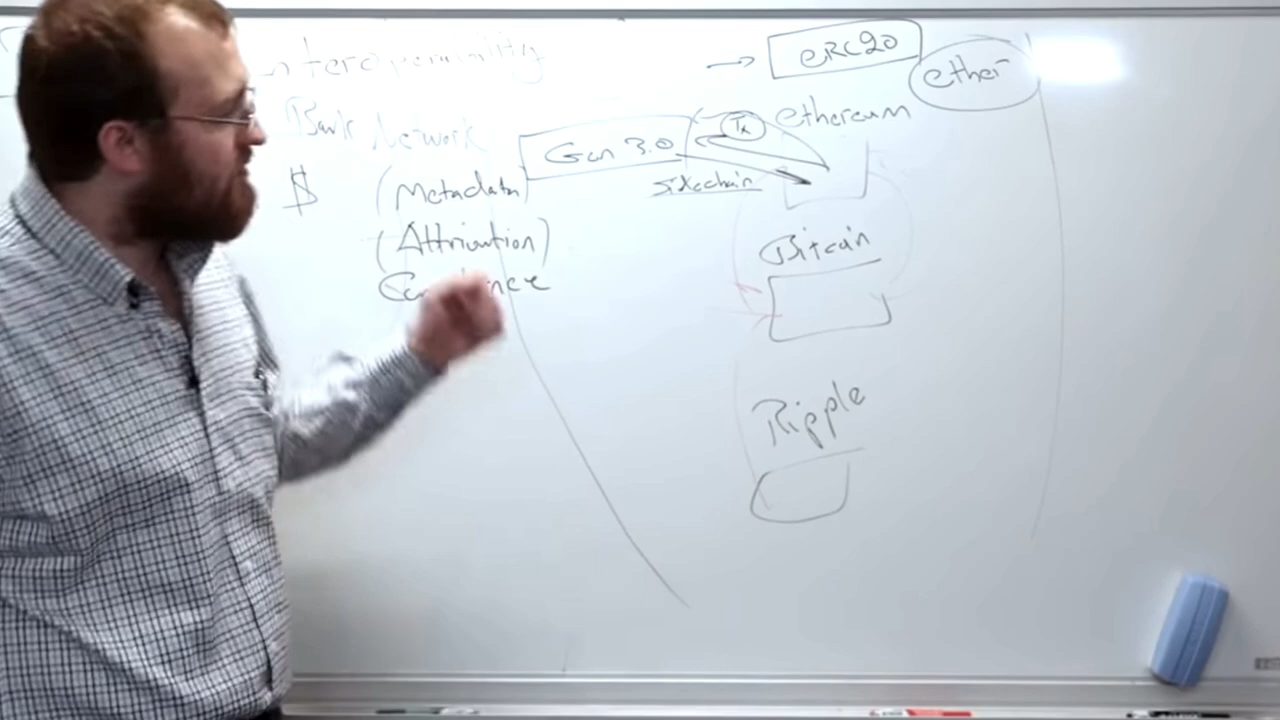 Interoperability
Bank Network
$
(Metadata)
(Attribution)
eRC20
ether
ethereum
Gen 3.0
Tx
Sidechain
Bitcoin
Ripple